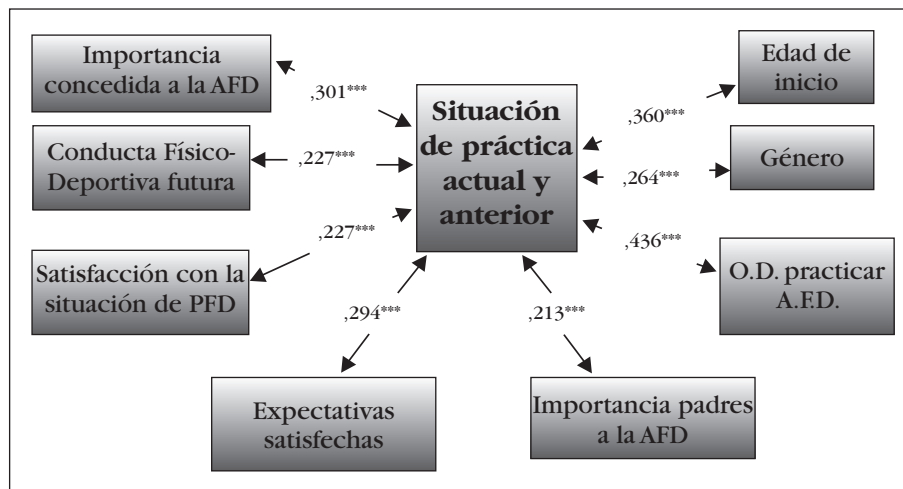 Importancia
concedida a la AFD
,301***
Conducta Físico-
Deportiva futura
,227***
Satisfacción con la
situación de PFD
,227***
Situación
de práctica
actual y
anterior
Edad de
inicio
,360***
Género
,264***
O.D. practicar
A.F.D.
,436***
Expectativas
satisfechas
,294***
Importancia padres
a la AFD
,213***